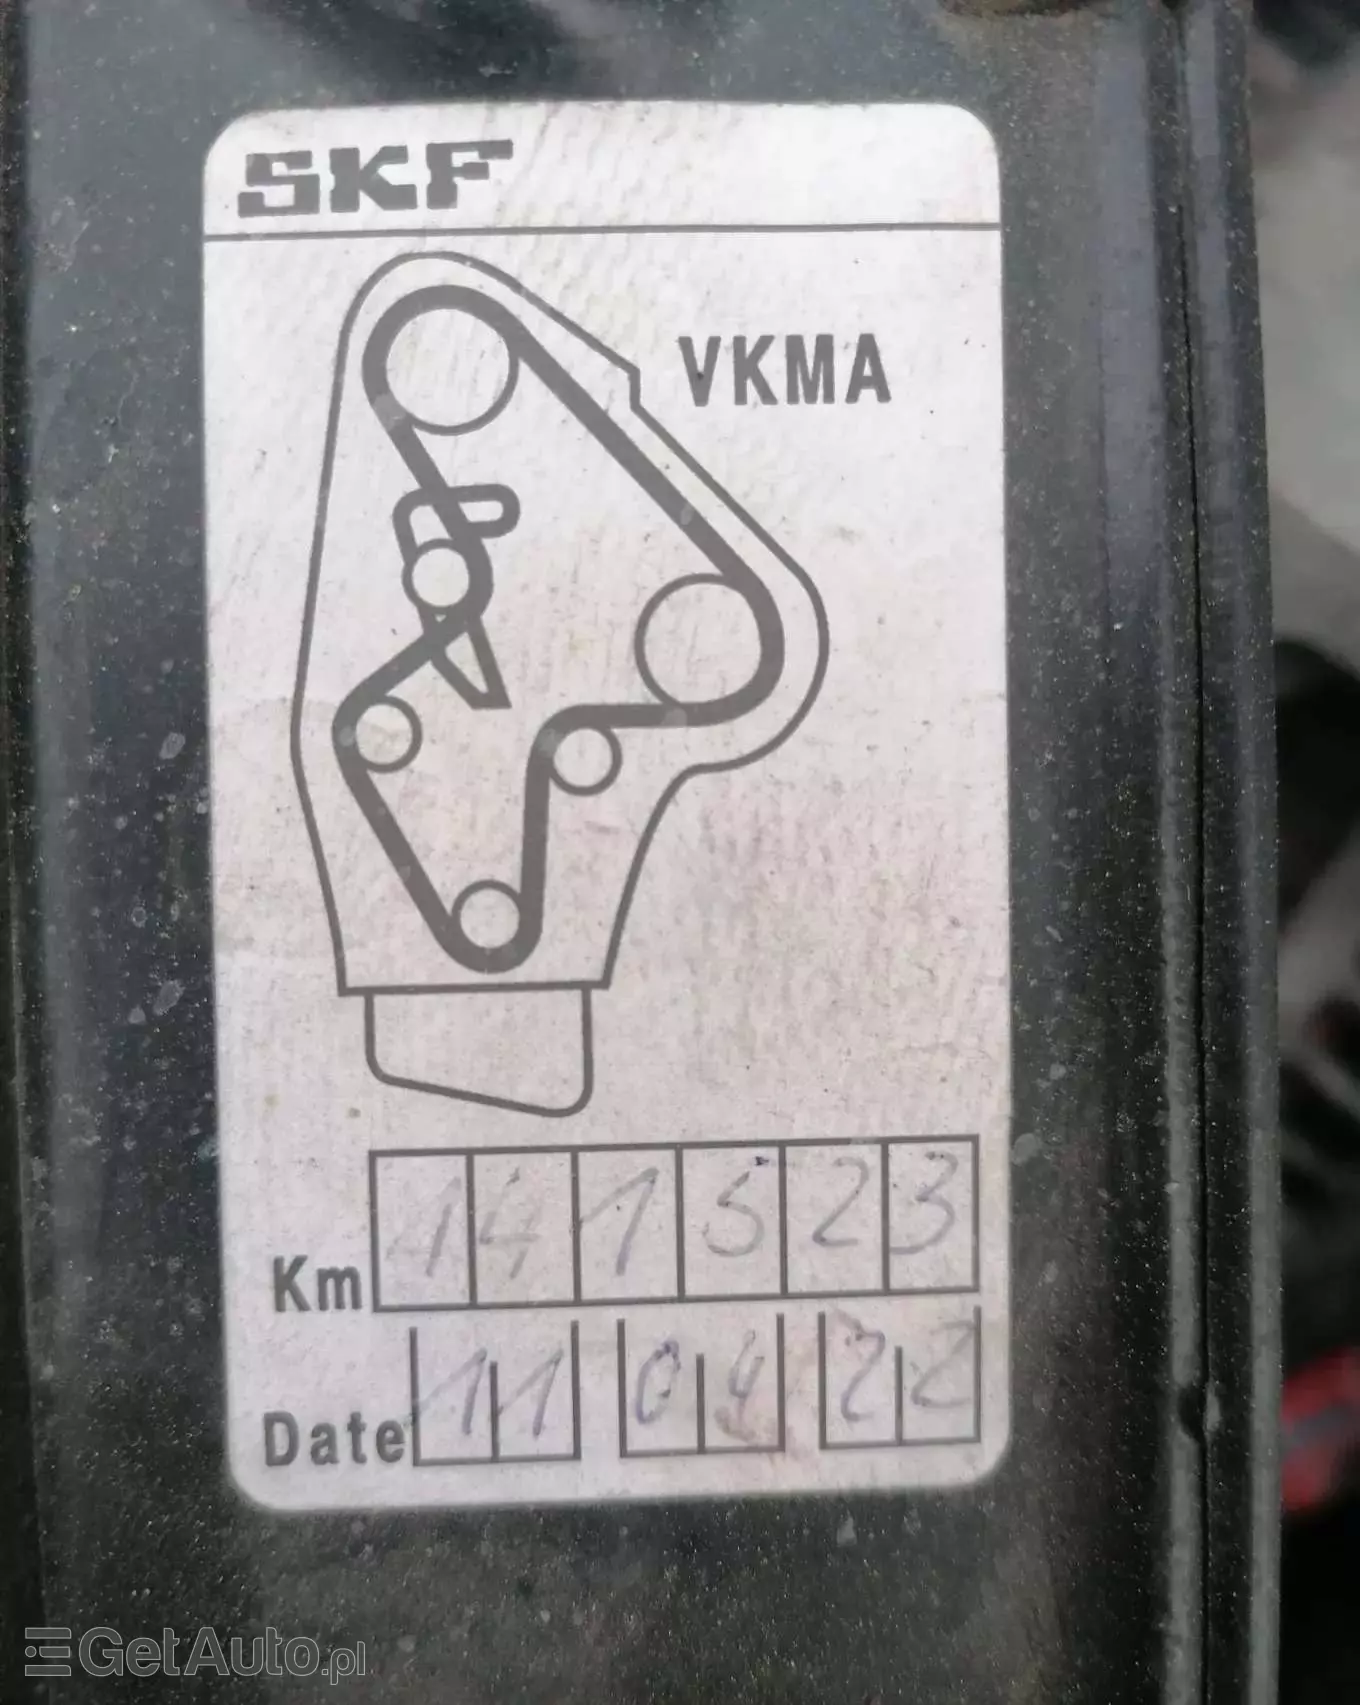 SKF
VKMA
Km 141523
Date 11 04 22
GetAuto.pl